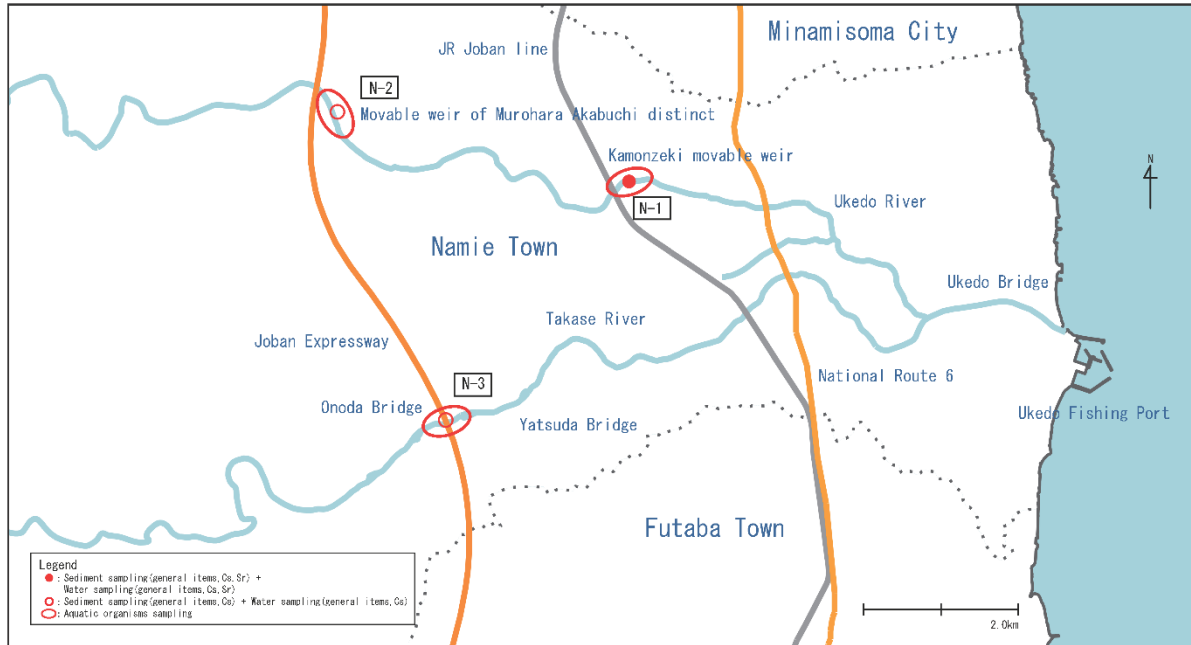 Minamisoma City
JR Joban line
N-2
Movable weir of Murohara Akabuchi distinct
Kamonzeki movable weir
N
N-1
Ukedo River
Namie Town
Ukedo Bridge
Takase River
Joban Expressway
N-3
National Route 6
Onoda Bridge
Yatsuda Bridge
Ukedo Fishing Port
Futaba Town
Legend
: Sediment sampling(general items,Cs,Sr) +
Water sampling(general items,Cs,Sr)
: Sediment sampling(general items,Cs) + Water sampling(general items,Cs)
: Aquatic organisms sampling
2.0km